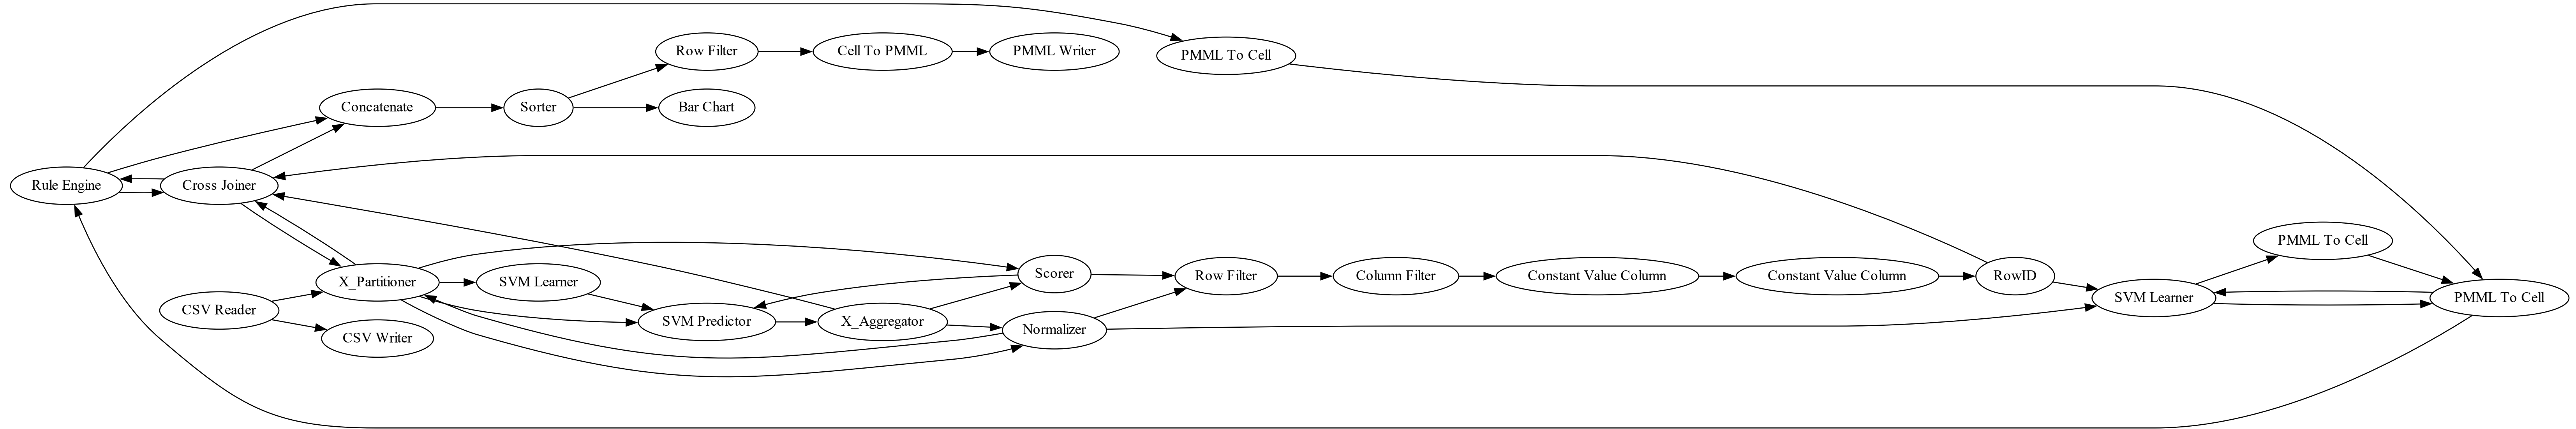 Row Filter
Cell To PMML
PMML Writer
PMML To Cell
Concatenate
Sorter
Bar Chart
Rule Engine
Cross Joiner
PMML To Cell
Scorer
Row Filter
Column Filter
Constant Value Column
Constant Value Column
RowID
X_Partitioner
SVM Learner
SVM Learner
PMML To Cell
CSV Reader
SVM Predictor
X_Aggregator
Normalizer
CSV Writer